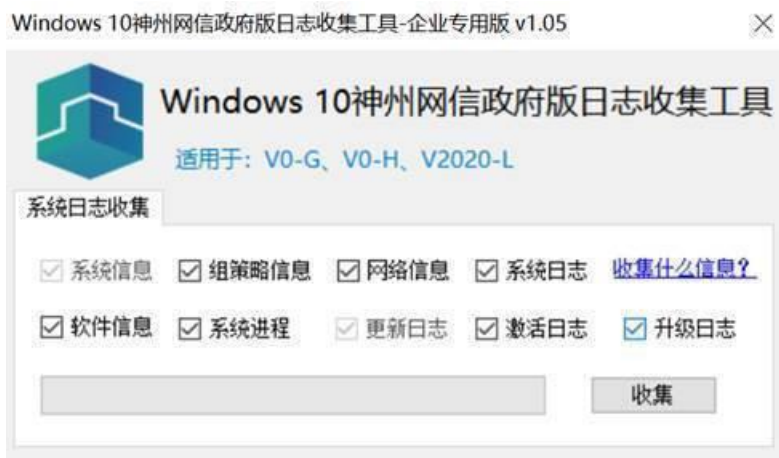 Windows 10神州网信政府版日志收集工具-企业专用版 v1.05
Windows 10神州网信政府版日志收集工具
适用于：V0-G、V0-H、V2020-L
系统日志收集
系统信息 组策略信息 网络信息 系统日志 收集什么信息？
软件信息 系统进程 更新日志 激活日志 升级日志
收集